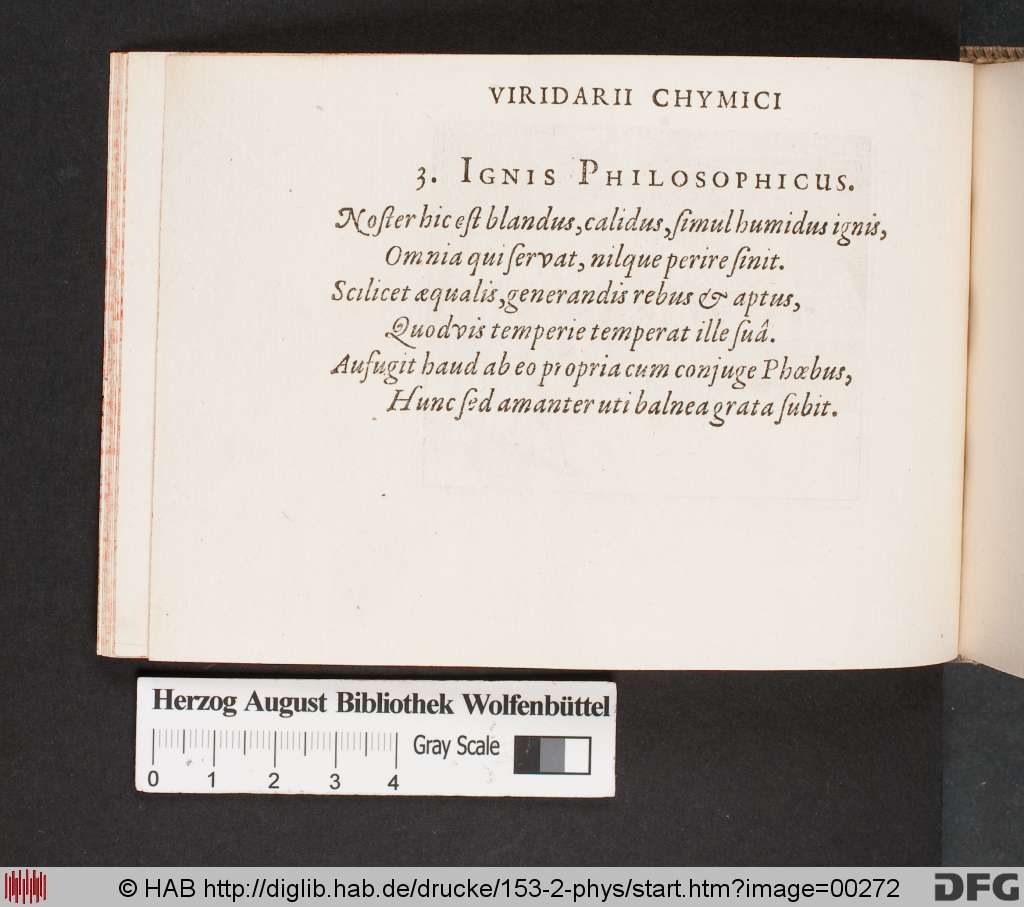 VIRIDARII CHYMICI
3. IGNIS PHILOSOPHICUS.
Noſter hic eſt blandus, calidus, ſimul humidus ignis,
Omnia qui ſervat, nilque perire ſinit.
Scilicet æqualis, generandis rebus & aptus,
Quodvis temperie temperat ille ſuâ.
Aufugit haud ab eo propria cum conjuge Phœbus,
Hunc ſed amanter uti balnea grata ſubit.
Herzog August Bibliothek Wolfenbüttel
Gray Scale
0 1 2 3 4
© HAB http://diglib.hab.de/drucke/153-2-phys/start.htm?image=00272
DFG